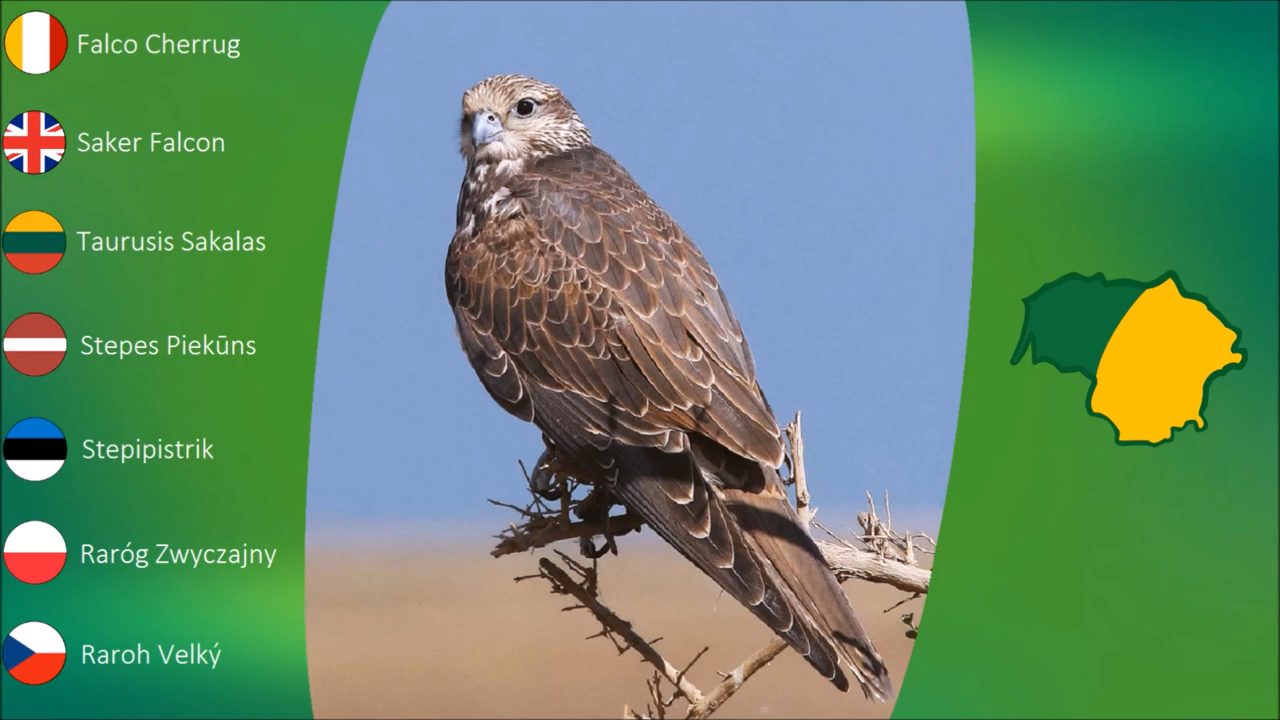 Falco Cherrug
Saker Falcon
Taurusis Sakalas
Stepes Piekūns
Stepipistrik
Raróg Zwyczajny
Raroh Velký